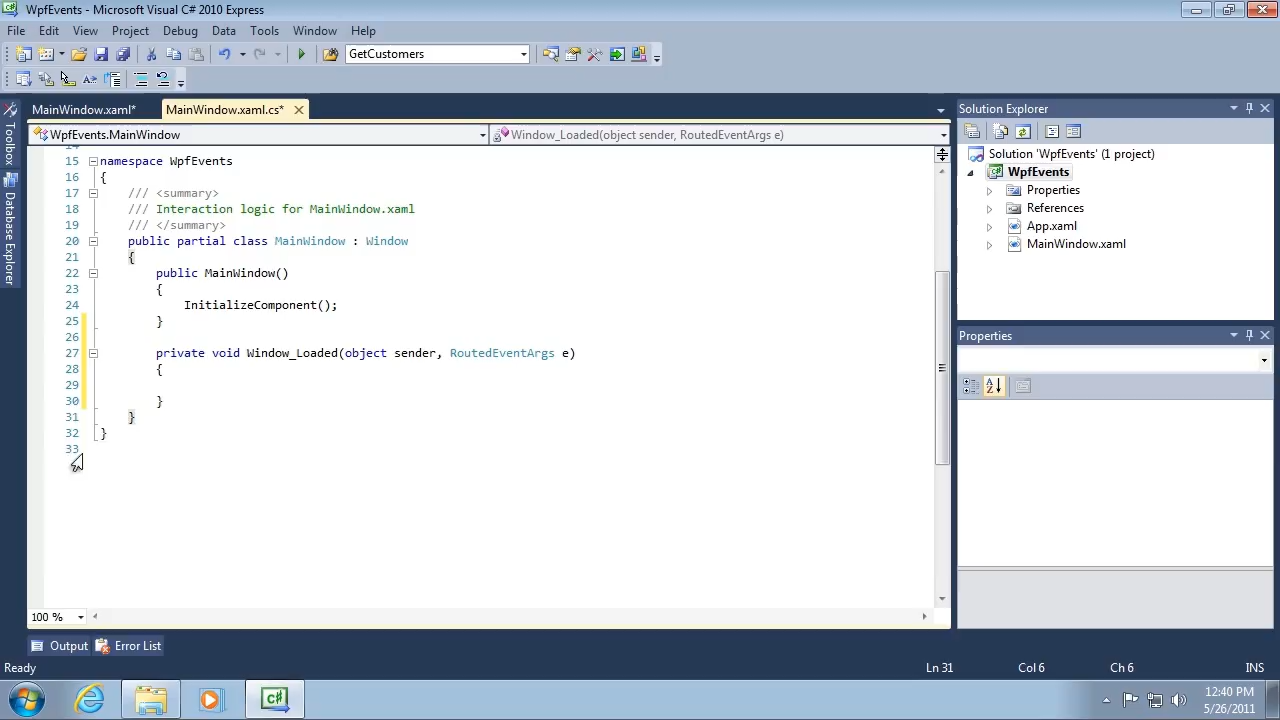 WpfEvents - Microsoft Visual C# 2010 Express
File Edit View Project Debug Data Tools Window Help
GetCustomers
MainWindow.xaml* MainWindow.xaml.cs*
WpfEvents.MainWindow Window_Loaded(object sender, RoutedEventArgs e)
15 namespace WpfEvents
16 {
17 /// <summary>
18 /// Interaction logic for MainWindow.xaml
19 /// </summary>
20 public partial class MainWindow : Window
21 {
22 public MainWindow()
23 {
24 InitializeComponent();
25 }
26
27 private void Window_Loaded(object sender, RoutedEventArgs e)
28 {
29
30 }
31 }
32 }
33
100 %
Toolbox
Database Explorer
Solution Explorer
Solution 'WpfEvents' (1 project)
WpfEvents
Properties
References
App.xaml
MainWindow.xaml
Properties
Output Error List
Ready Ln 31 Col 6 Ch 6 INS
12:40 PM
5/26/2011